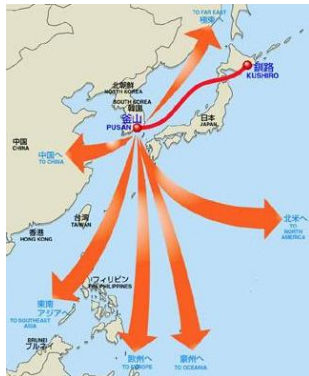 TO FAR EAST
極東へ
釧路
KUSHIRO
北朝鮮
NORTH KOREA
SOUTH KOREA
韓国
釜山
PUSAN
日本
JAPAN
中国
CHINA
中国へ
TO CHINA
台湾
TAIWAN
香港
HONG KONG
北米へ
TO
NORTH
AMERICA
フィリピン
THE PHILIPPINES
東南
アジアへ
TO SOUTHEAST
ASIA
BRUNEI
ブルネイ
欧州へ
TO EUROPE
豪州へ
TO OCEANIA